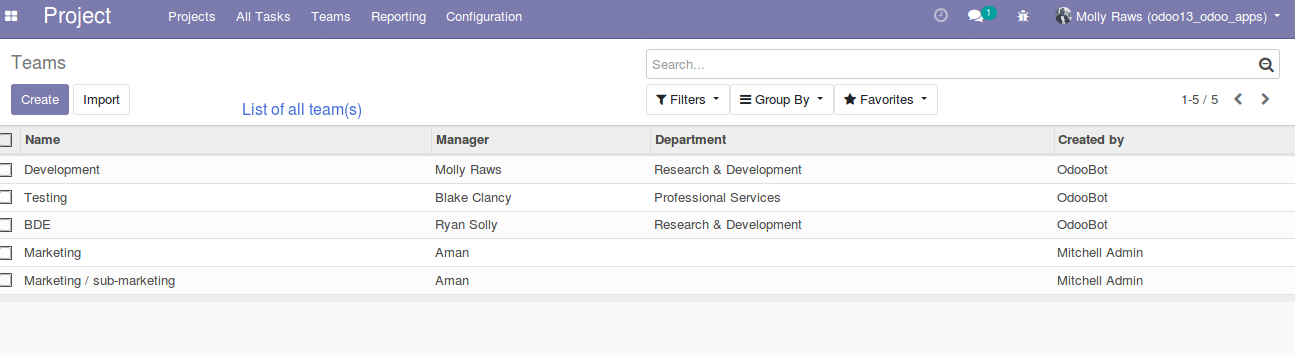 Project Projects All Tasks Teams Reporting Configuration 1 Molly Raws (odoo13_odoo_apps)
Teams Search...
Create Import List of all team(s) Filters Group By Favorites 1-5 / 5
Name Manager Department Created by
Development Molly Raws Research & Development OdooBot
Testing Blake Clancy Professional Services OdooBot
BDE Ryan Solly Research & Development OdooBot
Marketing Aman Mitchell Admin
Marketing / sub-marketing Aman Mitchell Admin